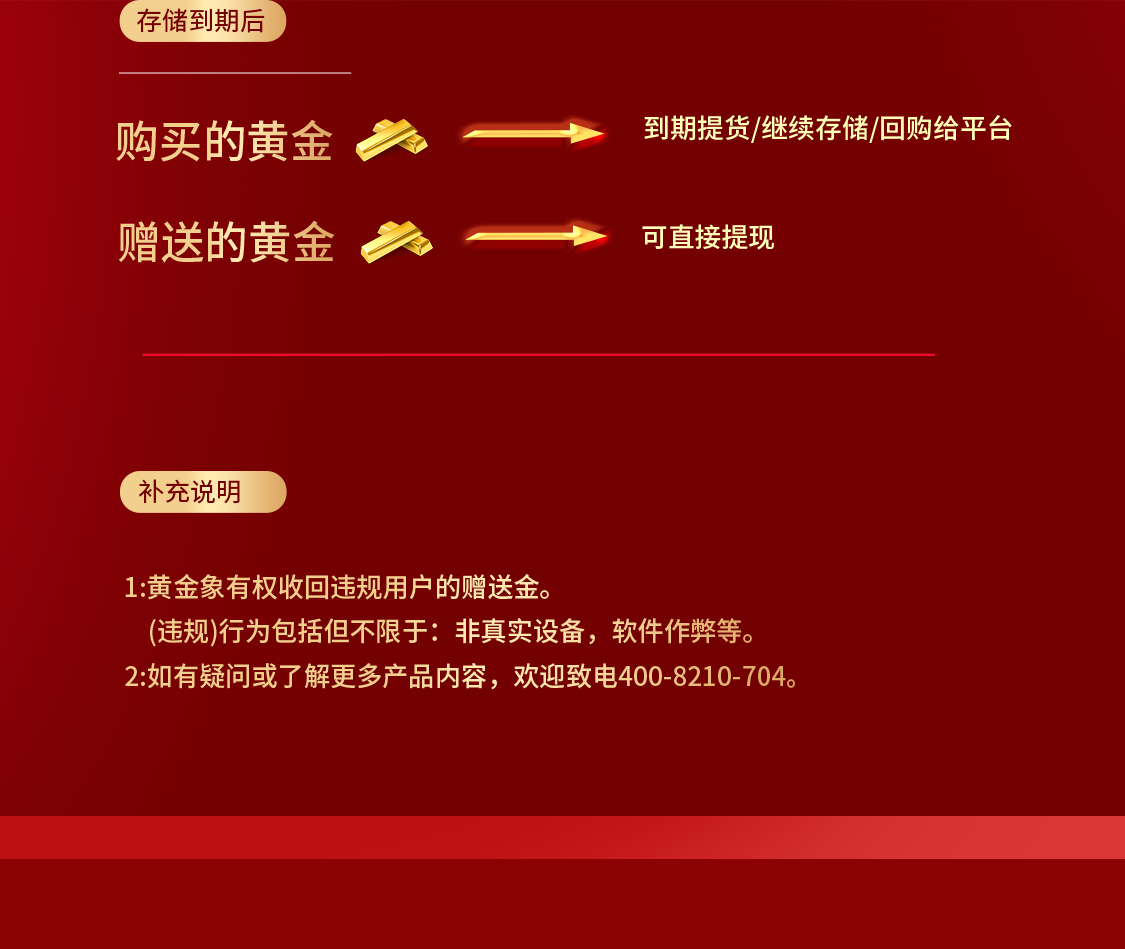 存储到期后
购买的黄金
到期提货/继续存储/回购给平台
赠送的黄金
可直接提现
补充说明
1:黄金象有权收回违规用户的赠送金。
(违规)行为包括但不限于：非真实设备，软件作弊等。
2:如有疑问或了解更多产品内容，欢迎致电400-8210-704。